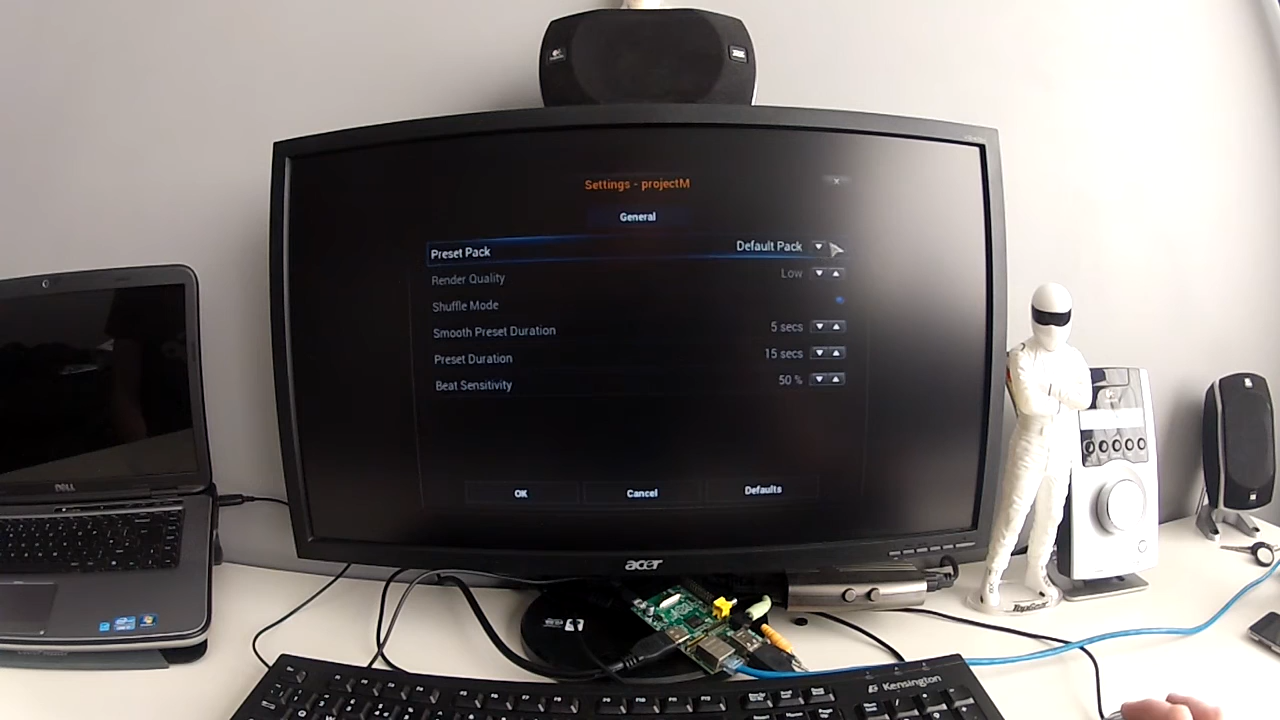 Settings - projectM
General
Preset Pack Default Pack
Render Quality Low
Shuffle Mode
Smooth Preset Duration 5 secs
Preset Duration 15 secs
Beat Sensitivity 50 %
OK Cancel Defaults
acer
DELL
TopGear
Kensington